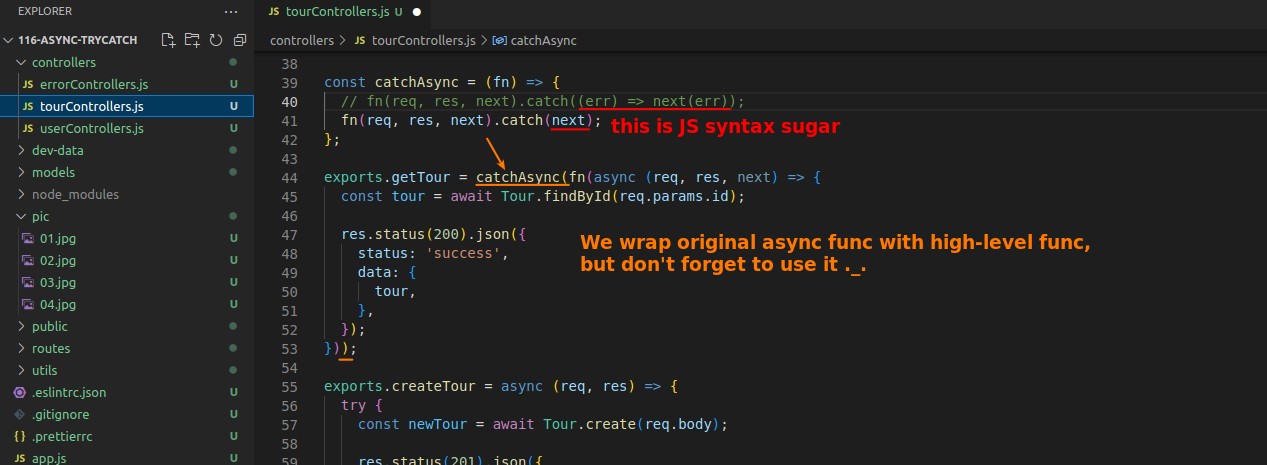 EXPLORER
...
116-ASYNC-TRYCATCH
controllers
JS errorControllers.js U
JS tourControllers.js U
JS userControllers.js U
dev-data
models
node_modules
pic
01.jpg U
02.jpg U
03.jpg U
04.jpg U
public
routes
utils
.eslintrc.json U
.gitignore U
{ } .prettierrc U
JS app.js U
JS tourControllers.js U
controllers > JS tourControllers.js > catchAsync
38
39 const catchAsync = (fn) => {
40 // fn(req, res, next).catch((err) => next(err));
41 fn(req, res, next).catch(next); this is JS syntax sugar
42 };
43
44 exports.getTour = catchAsync(fn(async (req, res, next) => {
45 const tour = await Tour.findById(req.params.id);
46
47 res.status(200).json({
48 status: 'success',
49 data: {
50 tour,
51 },
52 });
53 }));
We wrap original async func with high-level func,
but don't forget to use it ._.
54
55 exports.createTour = async (req, res) => {
56 try {
57 const newTour = await Tour.create(req.body);
58
59 res.status(201).json({